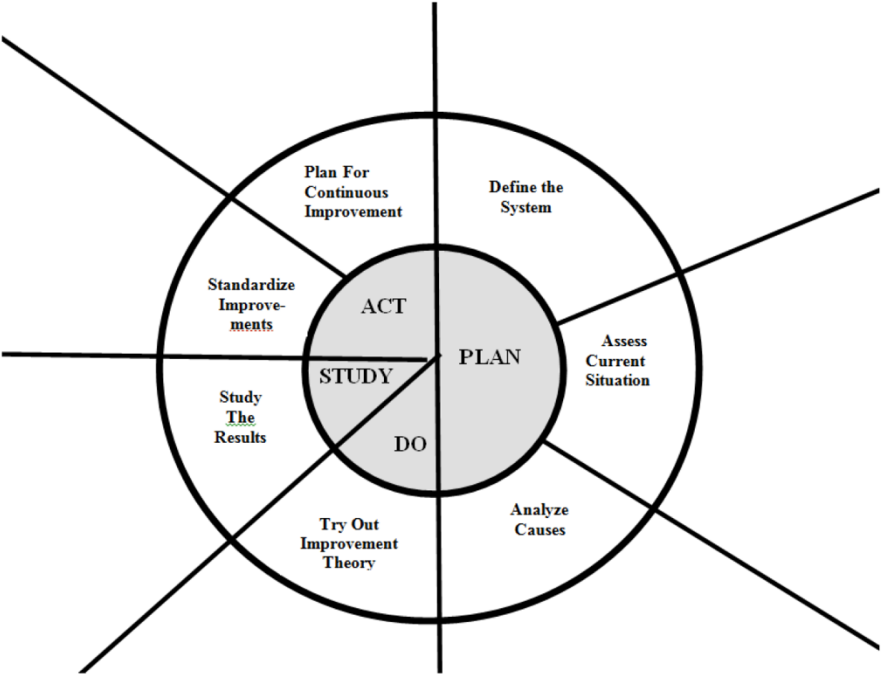 Plan For
Continuous
Improvement
Define the
System
Standardize
Improve-
ments
ACT
Assess
Current
Situation
PLAN
STUDY
Study
The
Results
DO
Analyze
Causes
Try Out
Improvement
Theory